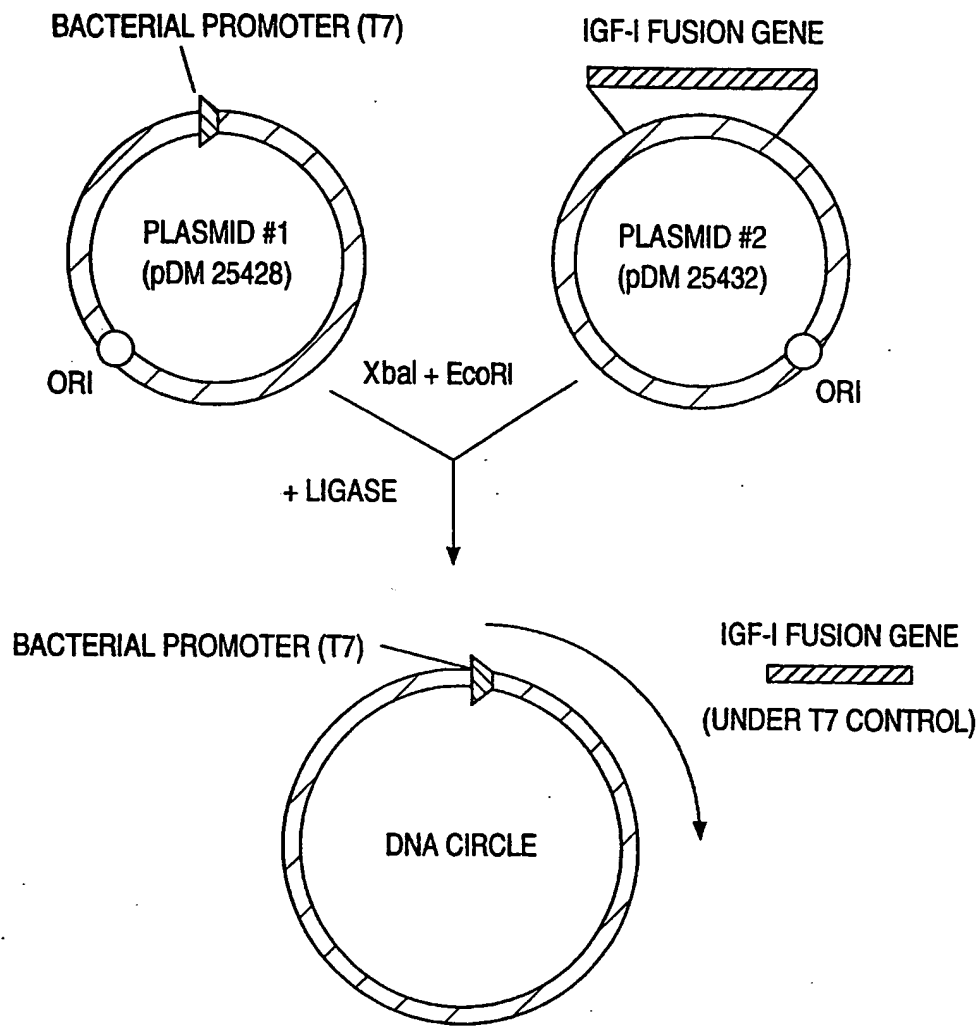 BACTERIAL PROMOTER (T7)
IGF-I FUSION GENE
PLASMID #1
(pDM 25428)
PLASMID #2
(pDM 25432)
ORI
XbaI + EcoRI
ORI
+ LIGASE
BACTERIAL PROMOTER (T7)
IGF-I FUSION GENE
(UNDER T7 CONTROL)
DNA CIRCLE